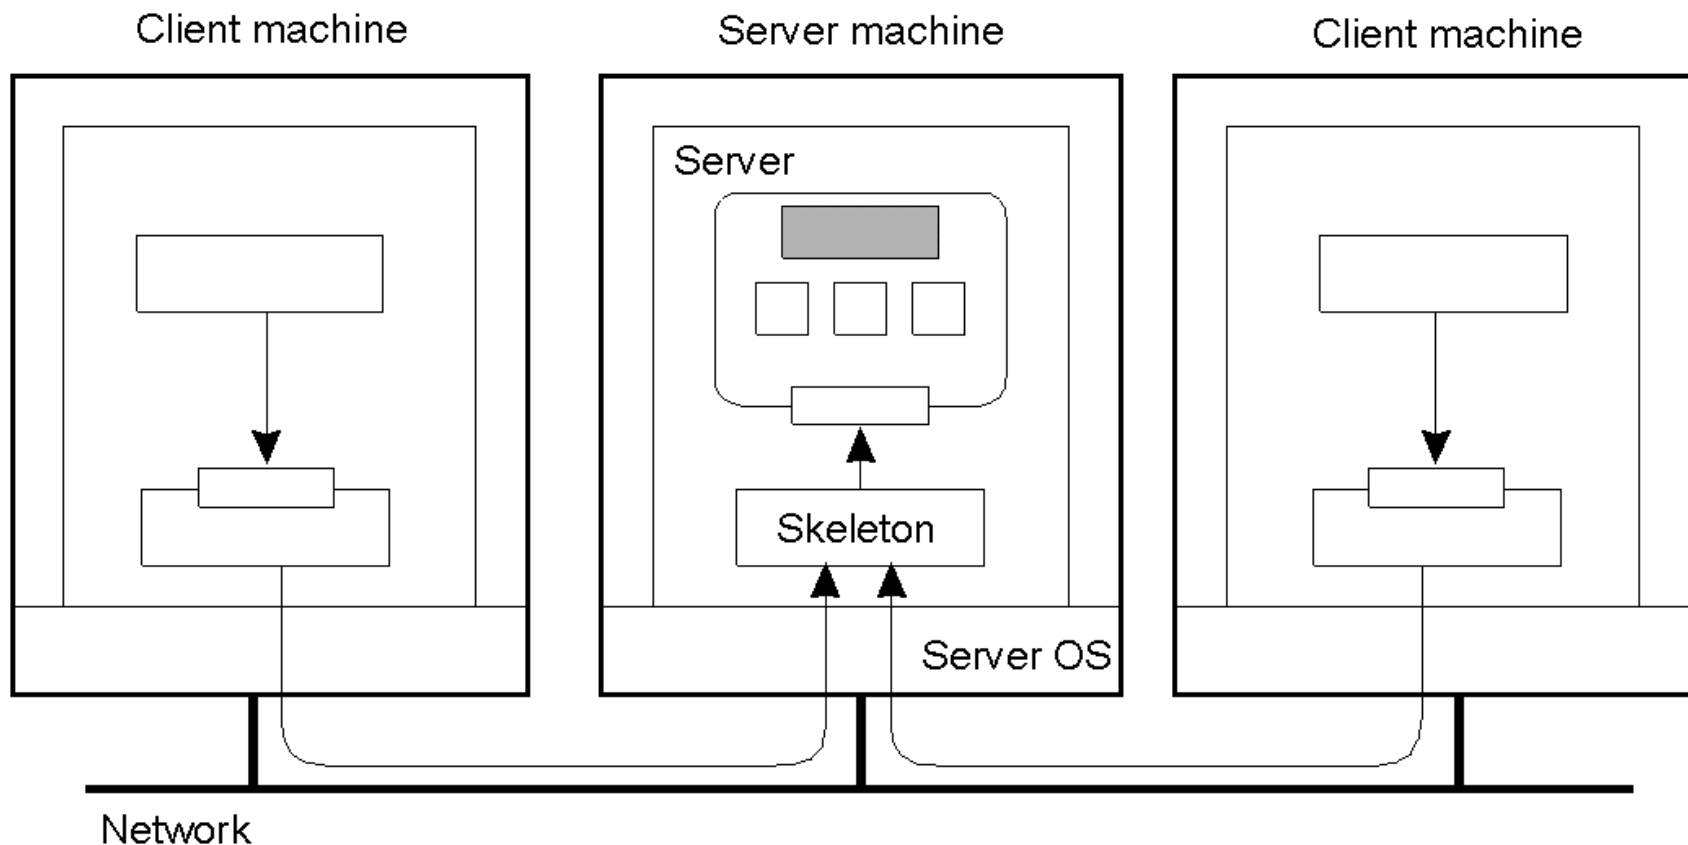 Client machine
Server machine
Client machine
Server
Skeleton
Server OS
Network